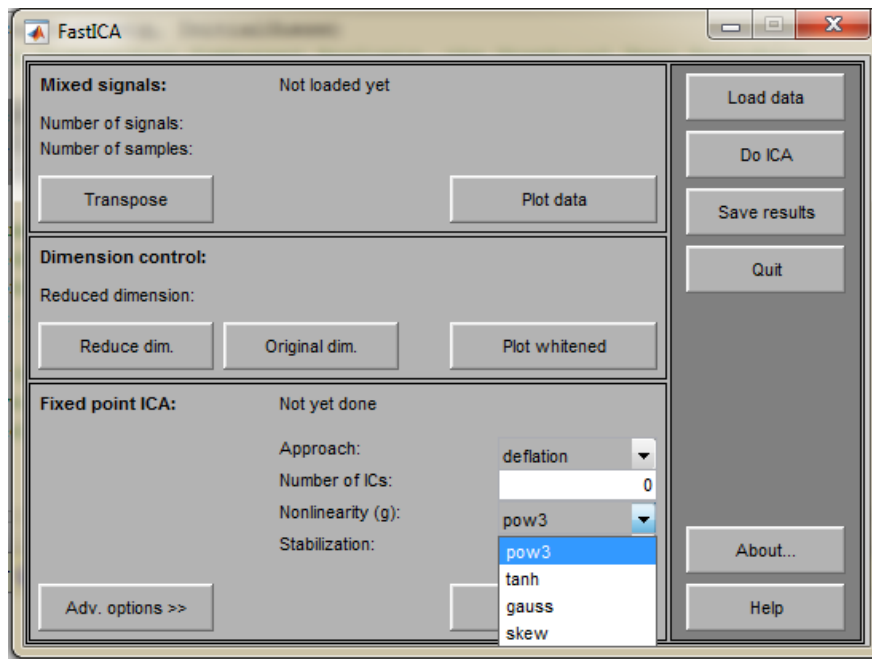 FastICA
Mixed signals: Not loaded yet
Number of signals:
Number of samples:
Transpose Plot data
Dimension control:
Reduced dimension:
Reduce dim. Original dim. Plot whitened
Fixed point ICA: Not yet done
Approach: deflation
Number of ICs: 0
Nonlinearity (g): pow3
Stabilization:
pow3
tanh
gauss
skew
Adv. options >>
Load data
Do ICA
Save results
Quit
About...
Help